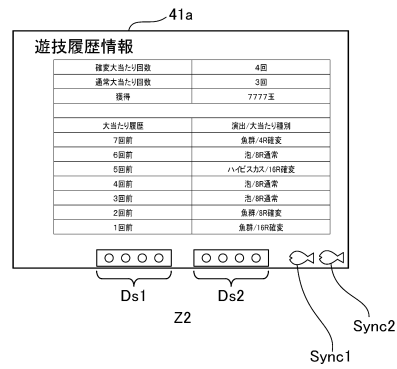 41a
遊技履歴情報
確変大当たり回数 4回
通常大当たり回数 3回
獲得 7777玉
大当たり履歴 演出/大当たり種別
7回前 魚群/4R確変
6回前 泡/8R通常
5回前 ハイビスカス/16R確変
4回前 泡/8R通常
3回前 泡/8R通常
2回前 魚群/8R確変
1回前 魚群/16R確変
Ds1 Ds2
Z2
Sync2
Sync1